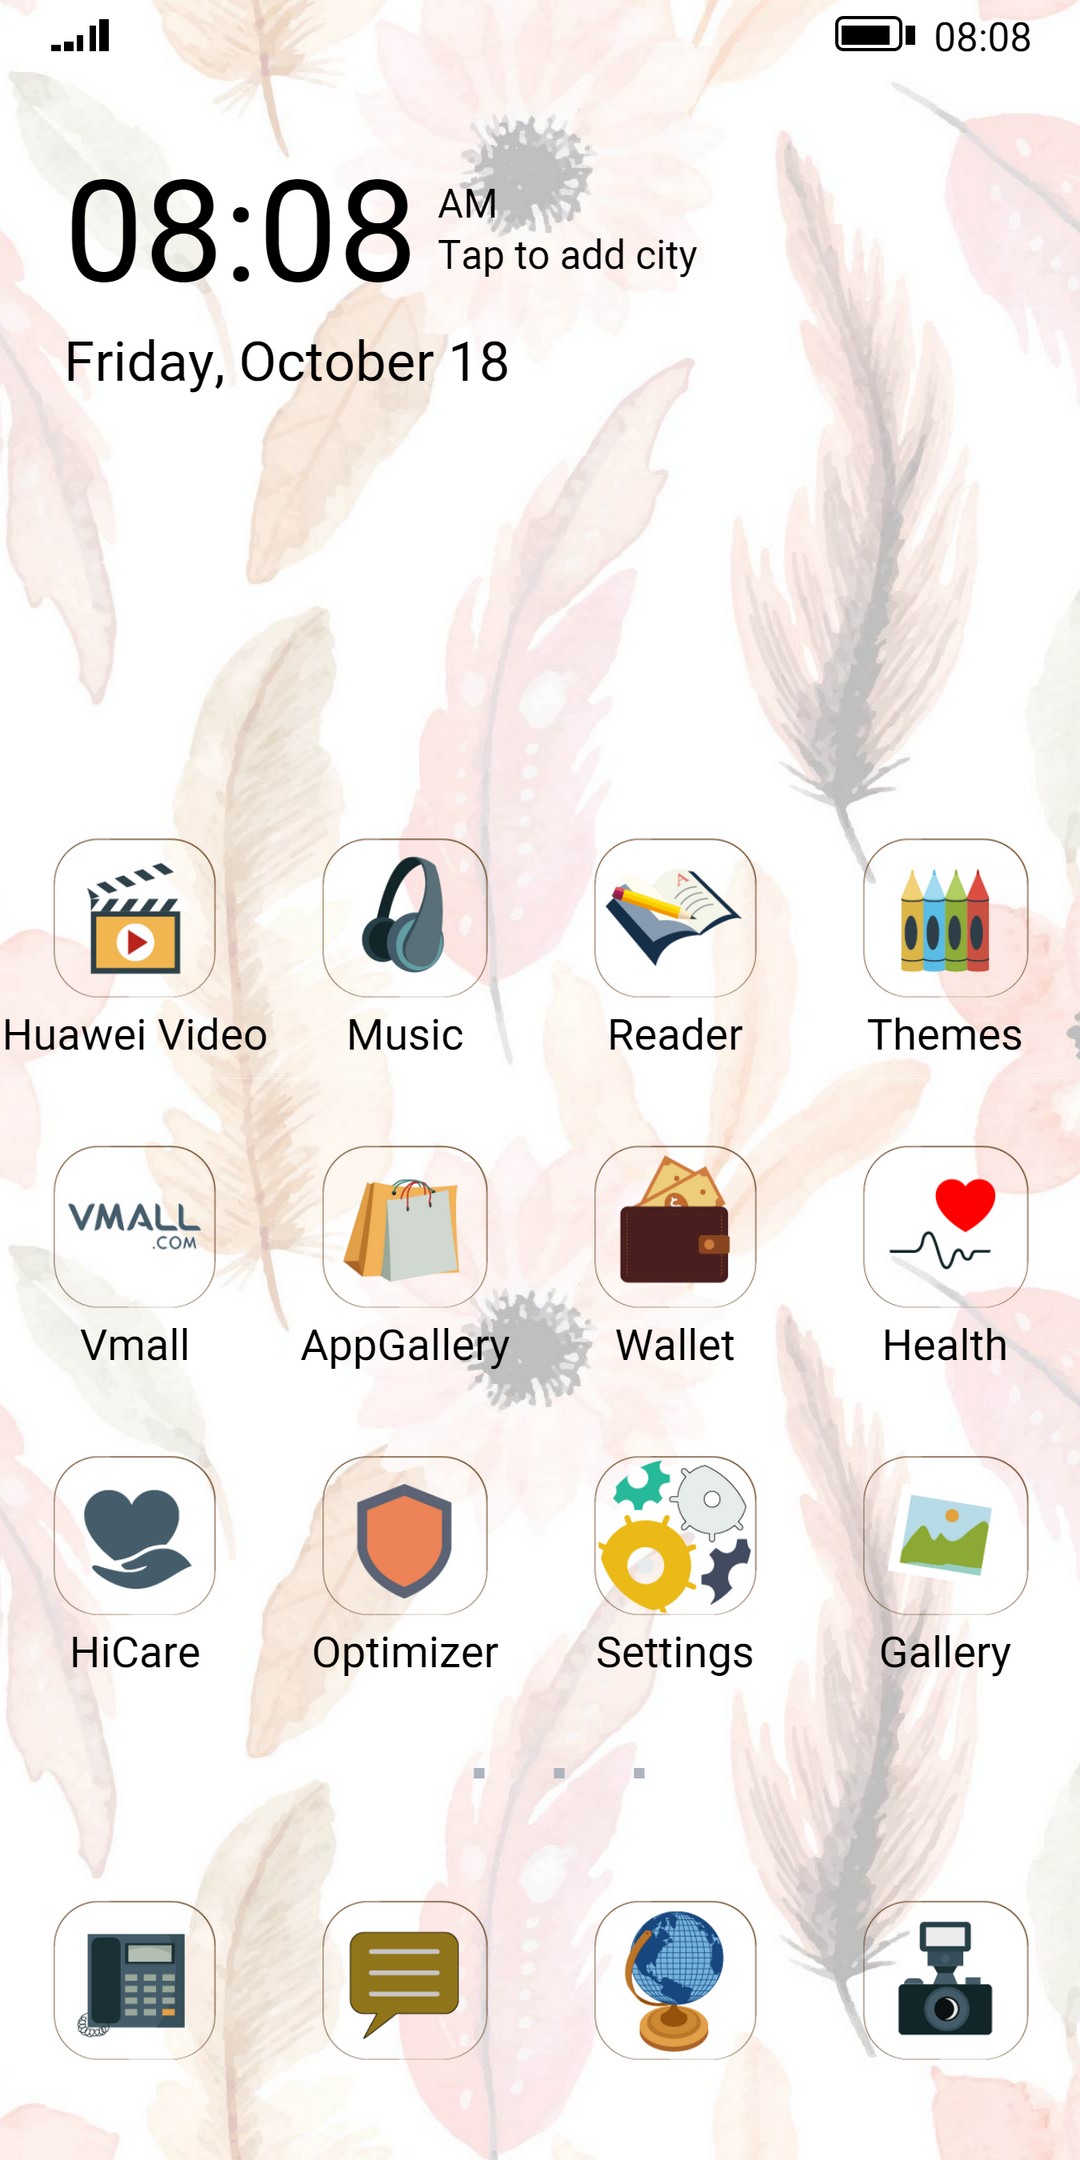 08:08
08:08 AM
Tap to add city
Friday, October 18
A
Huawei Video Music Reader Themes
VMALL
.COM
Vmall AppGallery Wallet Health
HiCare Optimizer Settings Gallery